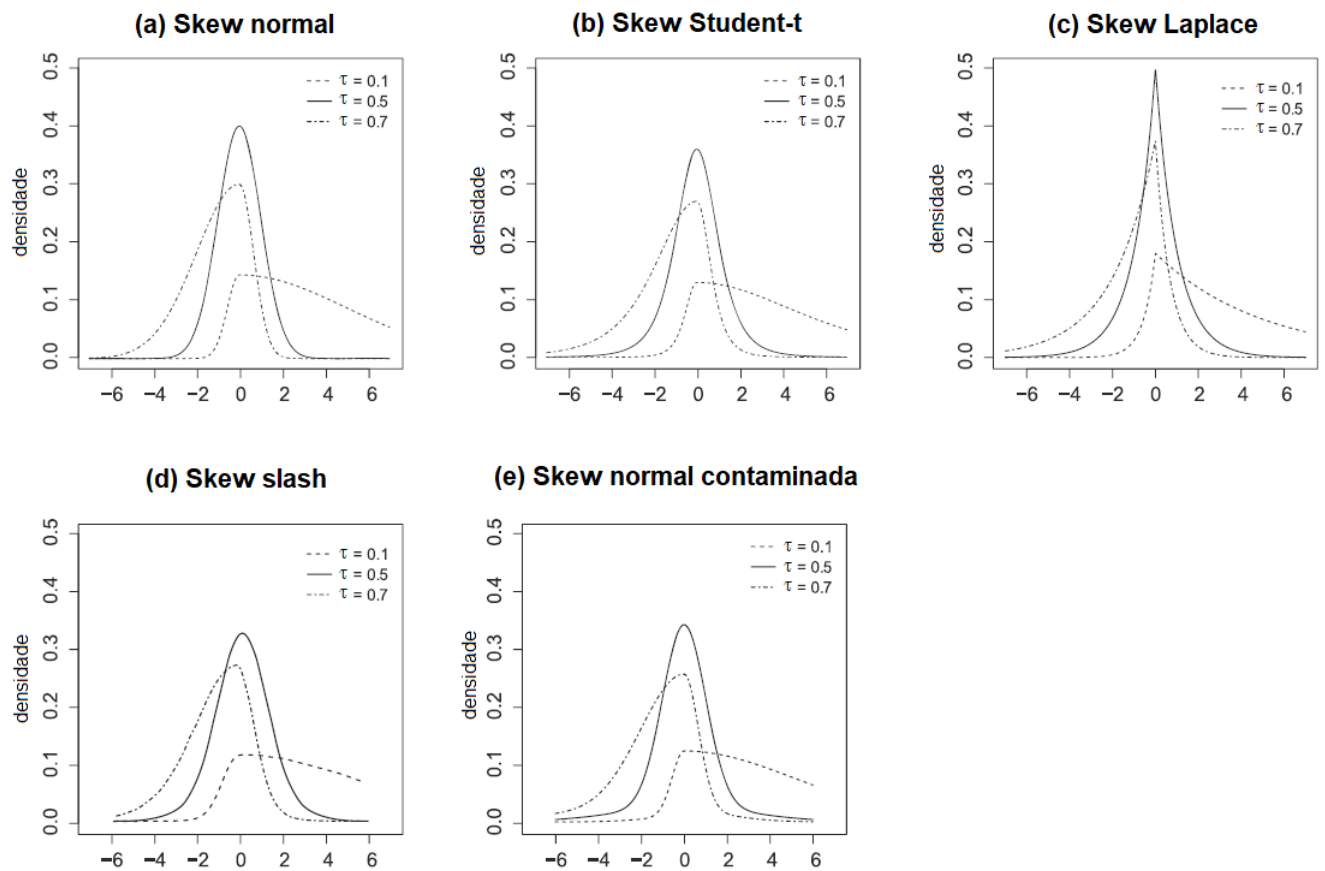 (a) Skew normal
(b) Skew Student-t
(c) Skew Laplace
densidade
0.0 0.1 0.2 0.3 0.4 0.5
τ = 0.1
τ = 0.5
τ = 0.7
−6 −4 −2 0 2 4 6
densidade
0.0 0.1 0.2 0.3 0.4 0.5
τ = 0.1
τ = 0.5
τ = 0.7
−6 −4 −2 0 2 4 6
densidade
0.0 0.1 0.2 0.3 0.4 0.5
τ = 0.1
τ = 0.5
τ = 0.7
−6 −4 −2 0 2 4 6
(d) Skew slash
(e) Skew normal contaminada
densidade
0.0 0.1 0.2 0.3 0.4 0.5
τ = 0.1
τ = 0.5
τ = 0.7
−6 −4 −2 0 2 4 6
densidade
0.0 0.1 0.2 0.3 0.4 0.5
τ = 0.1
τ = 0.5
τ = 0.7
−6 −4 −2 0 2 4 6